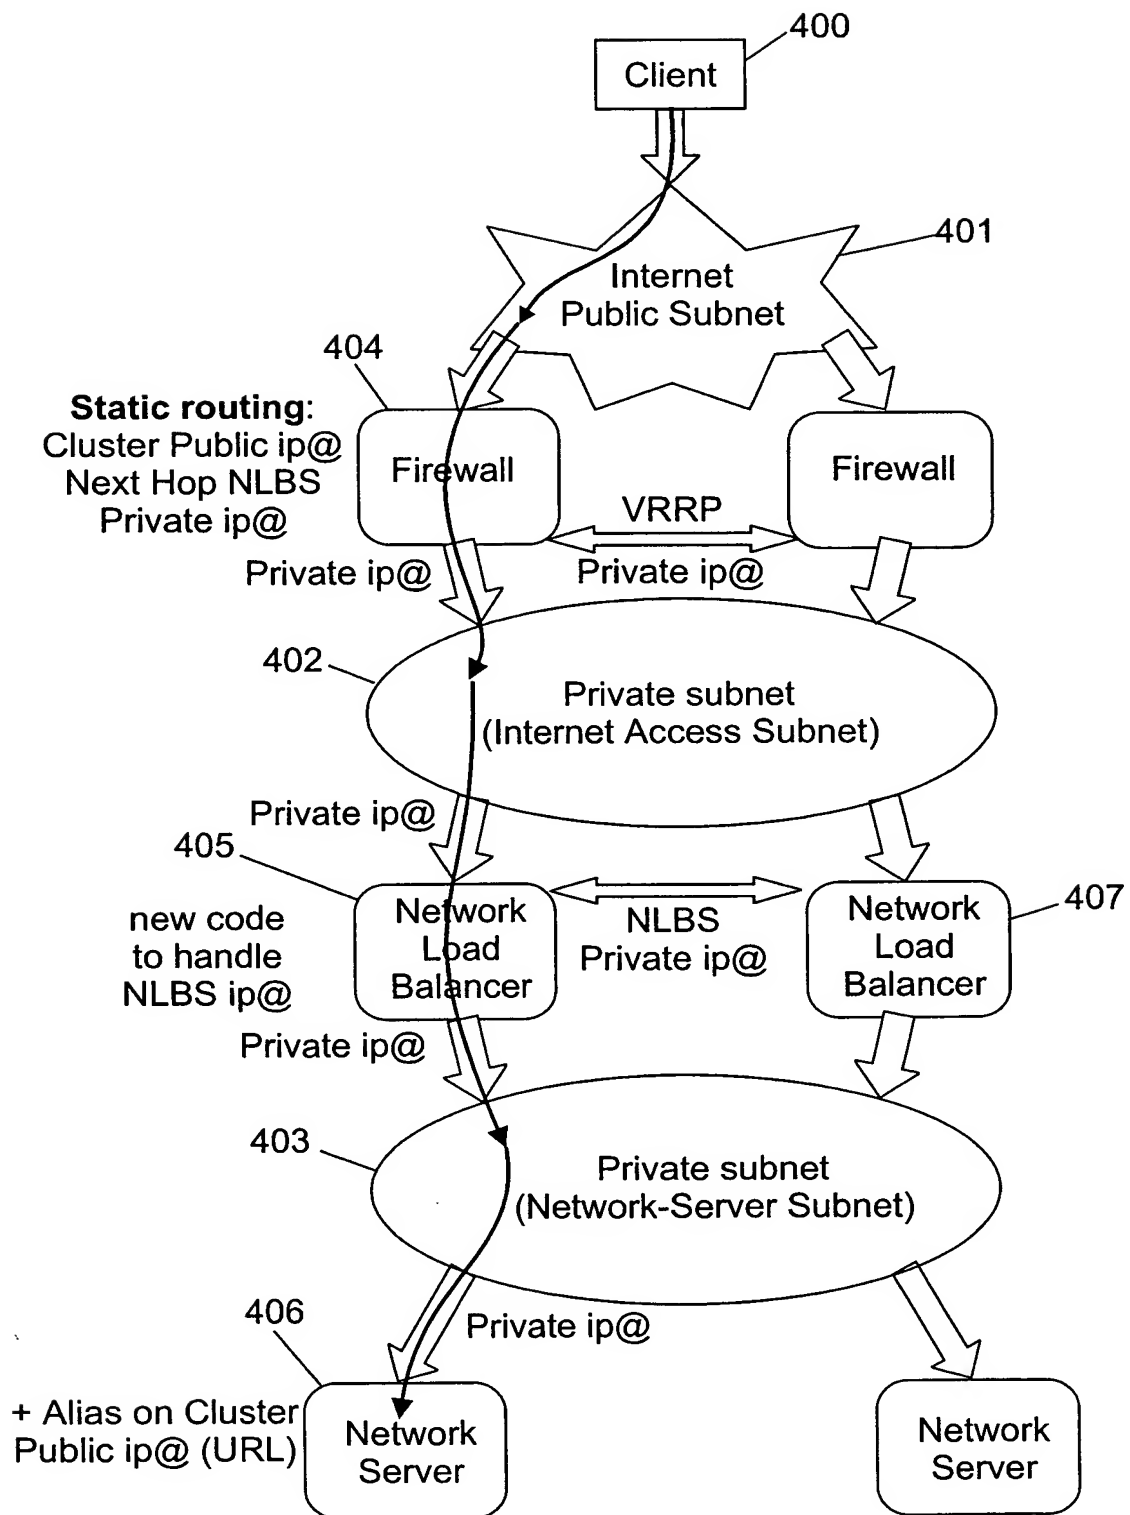 400
Client
401
Internet
Public Subnet
404
Static routing:
Cluster Public ip@
Next Hop NLBS
Private ip@
Firewall
Firewall
VRRP
Private ip@
Private ip@
402
Private subnet
(Internet Access Subnet)
Private ip@
405
new code
to handle
NLBS ip@
Network
Load
Balancer
NLBS
Private ip@
Network
Load
Balancer
407
Private ip@
403
Private subnet
(Network-Server Subnet)
406
Private ip@
+ Alias on Cluster
Public ip@ (URL)
Network
Server
Network
Server